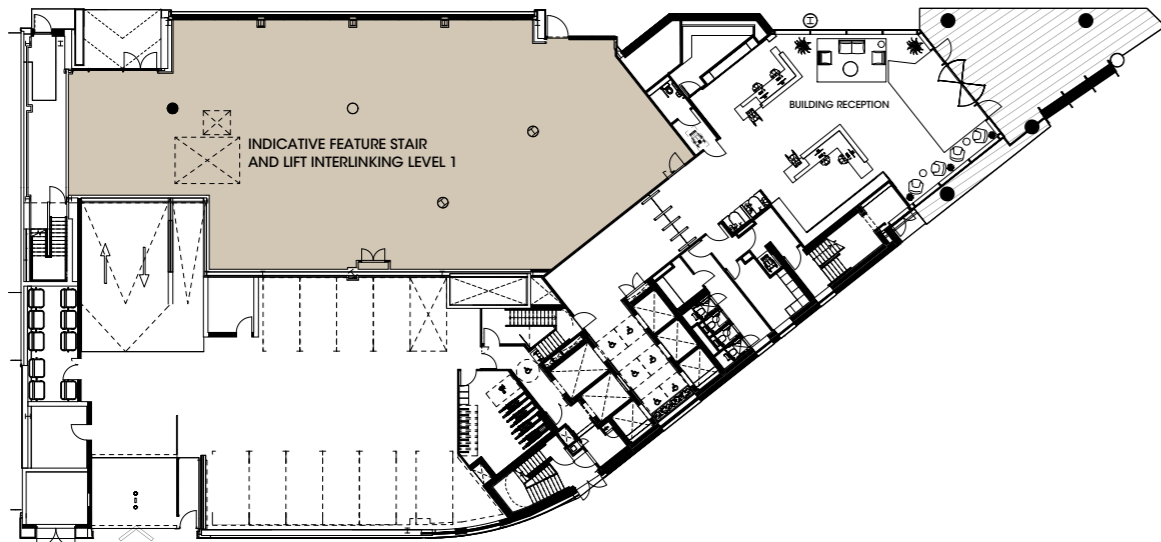 INDICATIVE FEATURE STAIR
AND LIFT INTERLINKING LEVEL 1
BUILDING RECEPTION